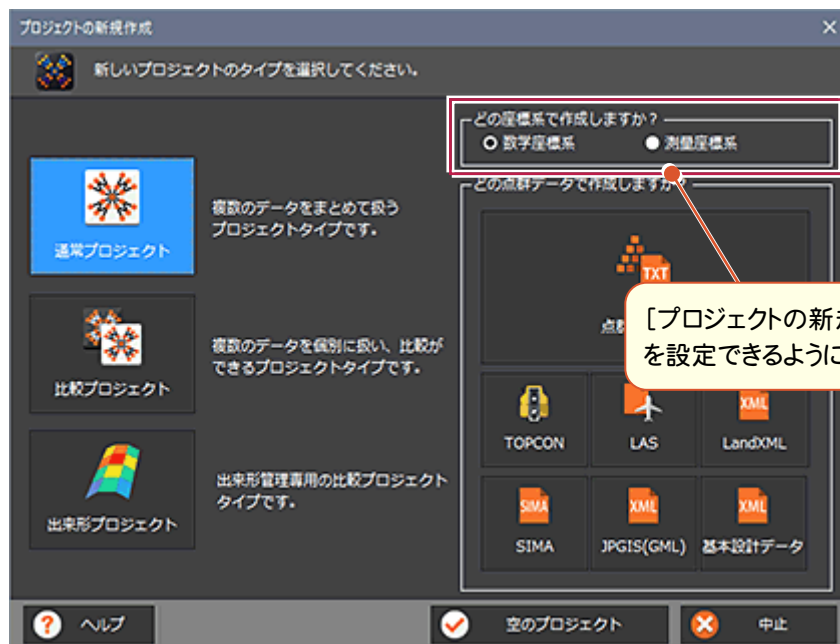 プロジェクトの新規作成
新しいプロジェクトのタイプを選択してください。
どの座標系で作成しますか？
数学座標系
測量座標系
通常プロジェクト
複数のデータをまとめて扱う
プロジェクトタイプです。
比較プロジェクト
複数のデータを個別に扱い、比較が
できるプロジェクトタイプです。
出来形プロジェクト
出来形管理専用の比較プロジェクト
タイプです。
どの点群データで作成しますか？
TXT
点群
[プロジェクトの新規
を設定できるように
TOPCON
LAS
XML
LandXML
SIMA
SIMA
XML
JPGIS(GML)
XML
基本設計データ
? ヘルプ
空のプロジェクト
中止